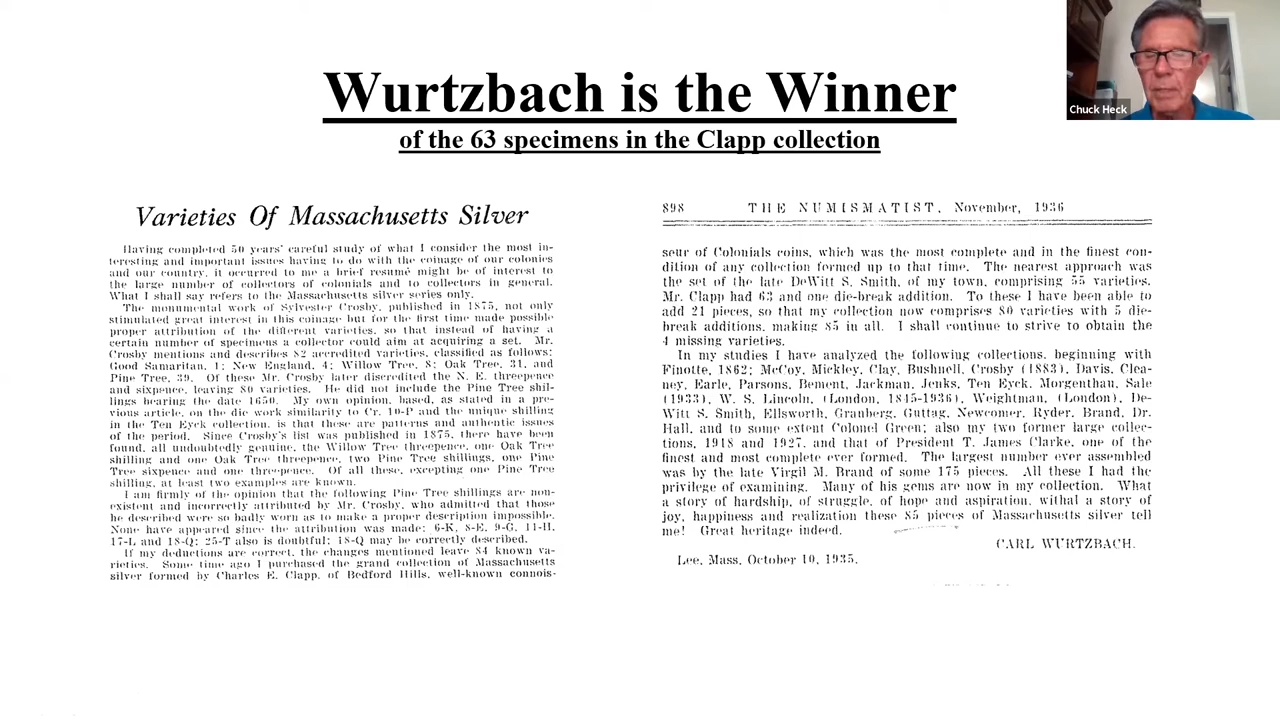 Wurtzbach is the Winner
of the 63 specimens in the Clapp collection
Chuck Heck
Varieties Of Massachusetts Silver
Having completed 50 years' careful study of what I consider the most in-
teresting and important issues having to do with the coinage of our colonies
and our country, it occurred to me a brief resumé might be of interest to
the large number of collectors of colonials and to collectors in general.
What I shall say refers to the Massachusetts silver series only.
The monumental work of Sylvester Crosby, published in 1875, not only
stimulated great interest in this coinage but for the first time made possible
proper attribution of the different varieties, so that instead of having a
certain number of specimens a collector could aim at acquiring a set. Mr.
Crosby mentions and describes 82 accredited varieties, classified as follows:
Good Samaritan, 1; New England, 4; Willow Tree, 8; Oak Tree, 31, and
Pine Tree, 39. Of these Mr. Crosby later discredited the N. E. threepence
and sixpence, leaving 80 varieties. He did not include the Pine Tree shil-
lings bearing the date 1650. My own opinion, based, as stated in a pre-
vious article, on the die work similarity to Cr. 10-P and the unique shilling
in the Ten Eyck collection, is that these are patterns and authentic issues
of the period. Since Crosby's list was published in 1875, there have been
found, all undoubtedly genuine, the Willow Tree threepence, one Oak Tree
shilling and one Oak Tree threepence, two Pine Tree shillings, one Pine
Tree sixpence and one threepence. Of all these, excepting one Pine Tree
shilling, at least two examples are known.
I am firmly of the opinion that the following Pine Tree shillings are non-
existent and incorrectly attributed by Mr. Crosby, who admitted that those
he described were so badly worn as to make a proper description impossible.
None have appeared since the attribution was made: 6-K, 8-E, 9-G, 11-H,
17-L and 18-Q; 25-T also is doubtful; 18-Q may be correctly described.
If my deductions are correct, the changes mentioned leave 84 known va-
rieties. Some time ago I purchased the grand collection of Massachusetts
silver formed by Charles E. Clapp, of Bedford Hills, well-known connois-
898 THE NUMISMATIST, November, 1936
seur of Colonials coins, which was the most complete and in the finest con-
dition of any collection formed up to that time. The nearest approach was
the set of the late DeWitt S. Smith, of my town, comprising 55 varieties.
Mr. Clapp had 63 and one die-break addition. To these I have been able to
add 21 pieces, so that my collection now comprises 80 varieties with 5 die-
break additions, making 85 in all. I shall continue to strive to obtain the
4 missing varieties.
In my studies I have analyzed the following collections, beginning with
Finotte, 1862; McCoy, Mickley, Clay, Bushnell, Crosby (1883), Davis, Clea-
ney, Earle, Parsons, Bement, Jackman, Jenks, Ten Eyck, Morgenthau, Sale
(1933), W. S. Lincoln, (London, 1845-1936), Weightman, (London), De-
Witt S. Smith, Ellsworth, Granberg, Guttag, Newcomer, Ryder, Brand, Dr.
Hall, and to some extent Colonel Green; also my two former large collec-
tions, 1918 and 1927, and that of President T. James Clarke, one of the
finest and most complete ever formed. The largest number ever assembled
was by the late Virgil M. Brand of some 175 pieces. All these I had the
privilege of examining. Many of his gems are now in my collection. What
a story of hardship, of struggle, of hope and aspiration, withal a story of
joy, happiness and realization these 85 pieces of Massachusetts silver tell
me! Great heritage indeed.
CARL WURTZBACH.
Lee, Mass, October 10, 1935.